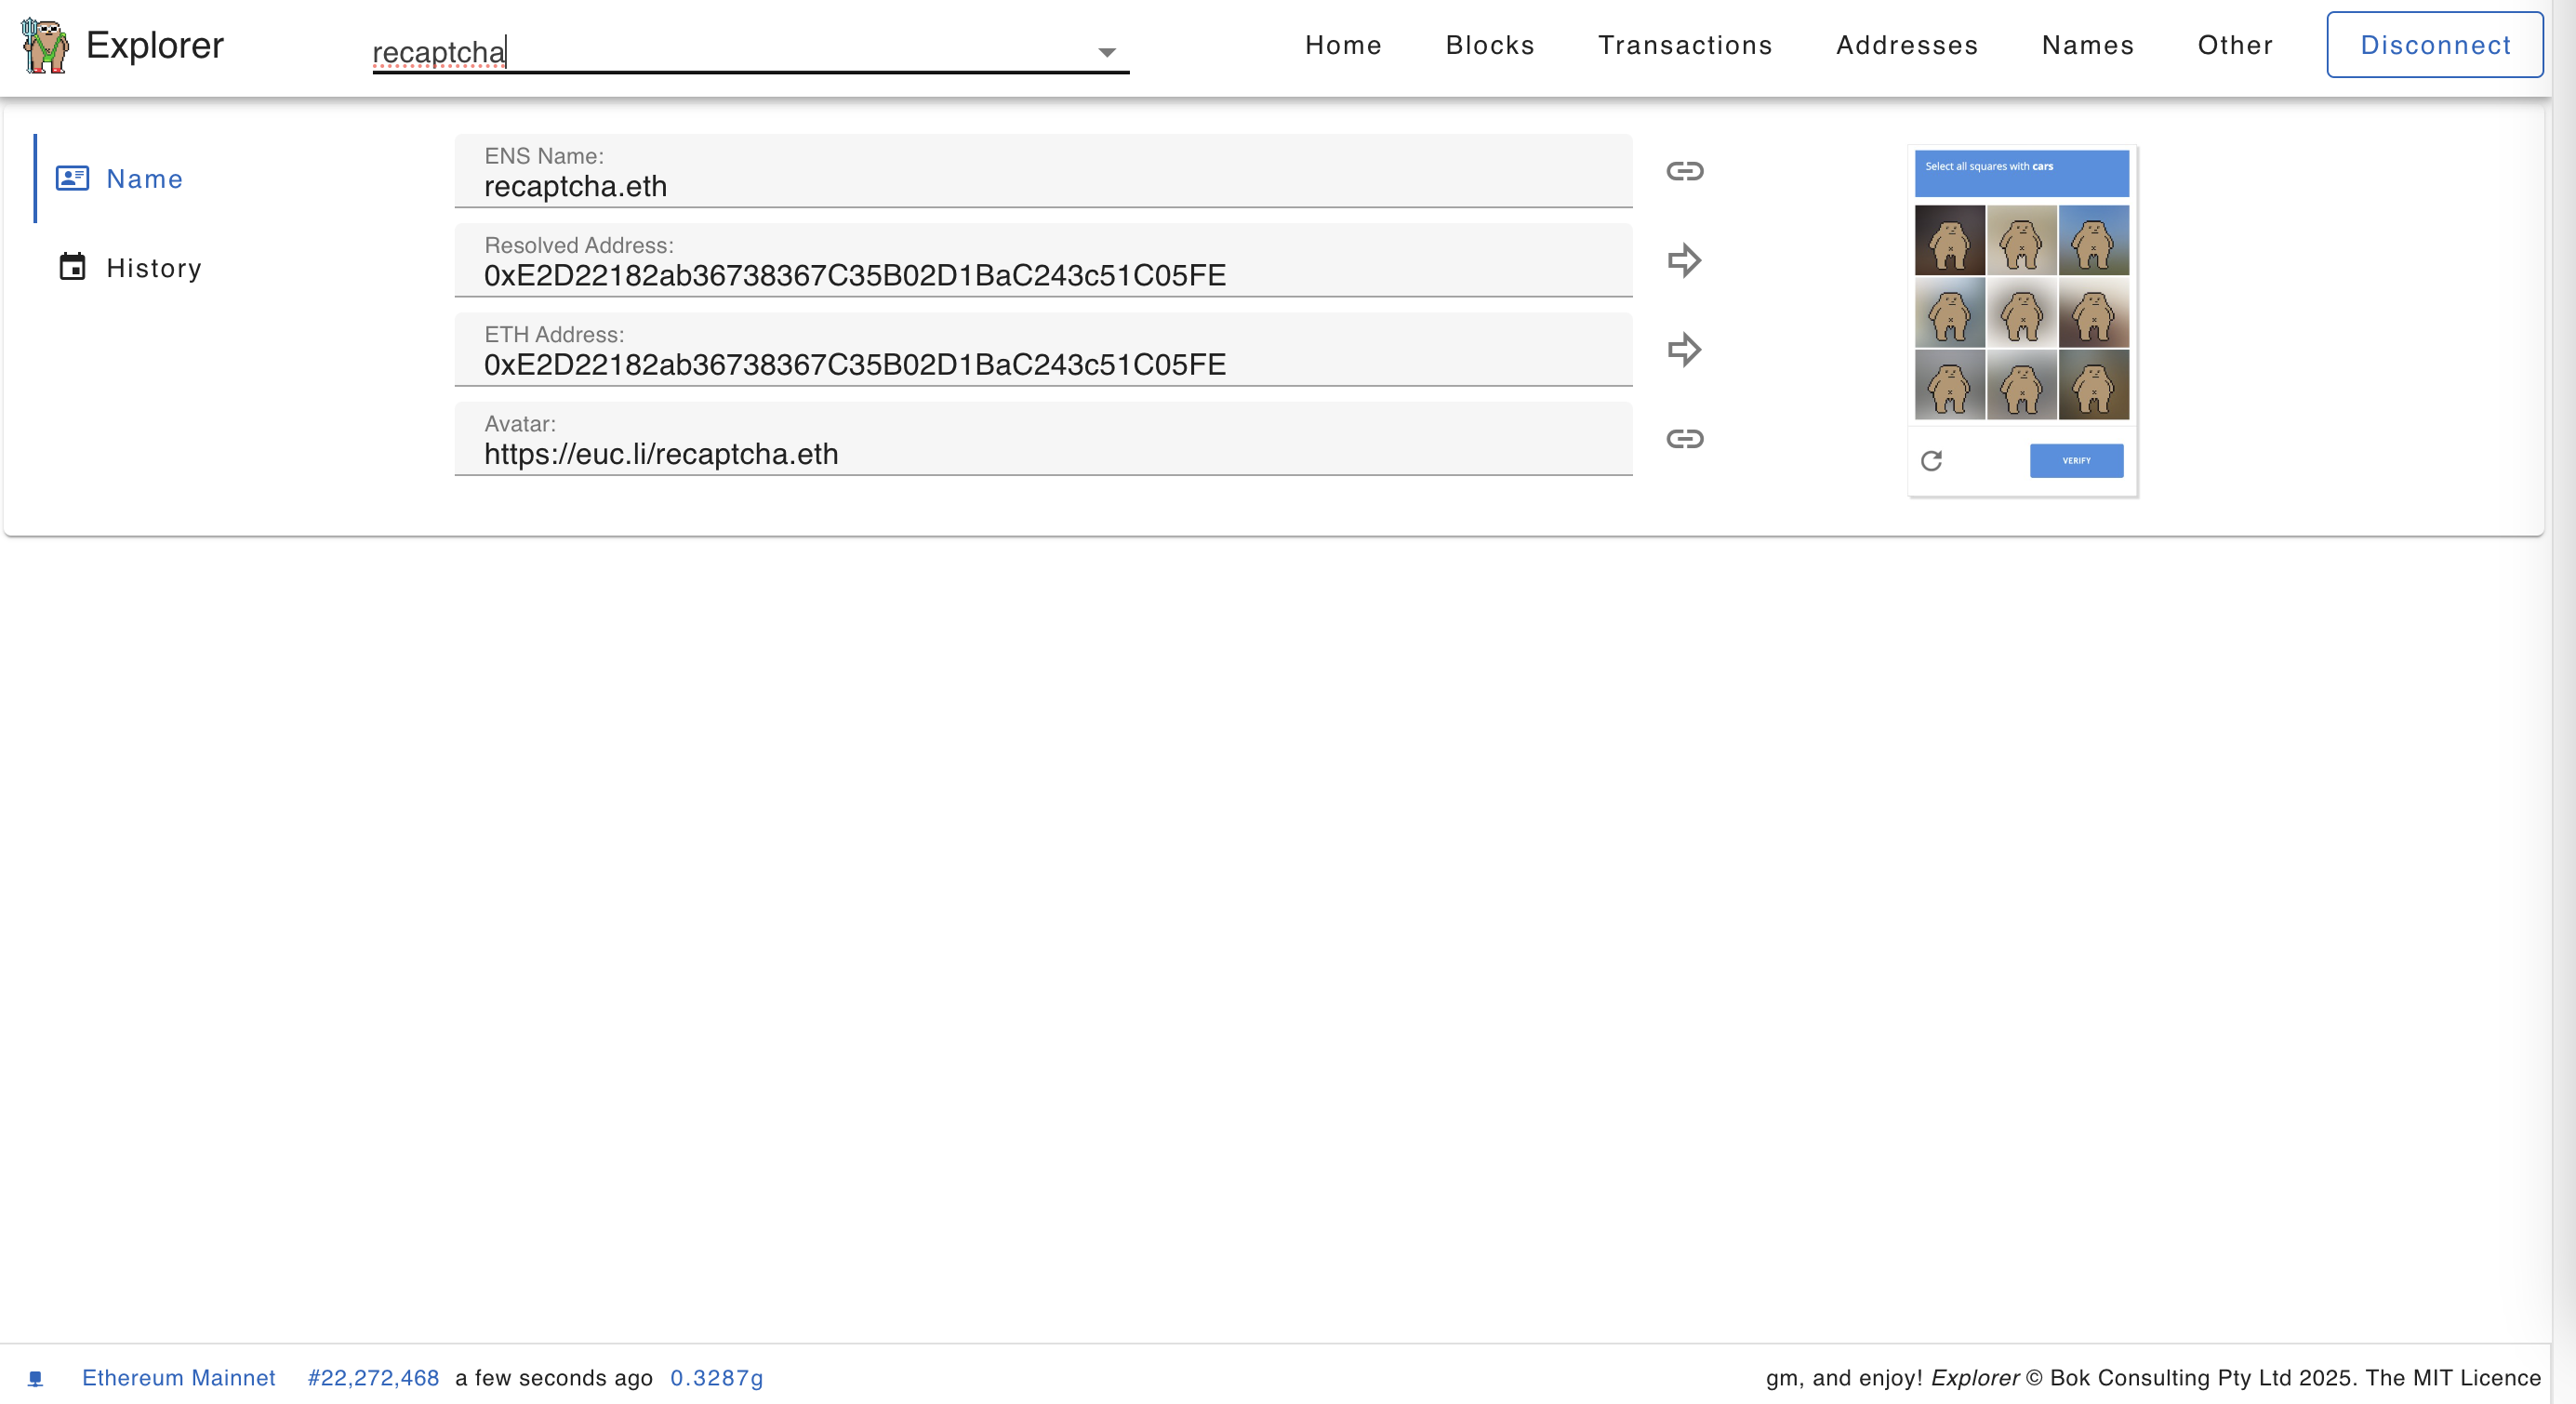 Explorer
recaptcha
Home Blocks Transactions Addresses Names Other Disconnect
Name
History
ENS Name:
recaptcha.eth
Resolved Address:
0xE2D22182ab36738367C35B02D1BaC243c51C05FE
ETH Address:
0xE2D22182ab36738367C35B02D1BaC243c51C05FE
Avatar:
https://euc.li/recaptcha.eth
Select all squares with cars
VERIFY
Ethereum Mainnet #22,272,468 a few seconds ago 0.3287g
gm, and enjoy! Explorer © Bok Consulting Pty Ltd 2025. The MIT Licence